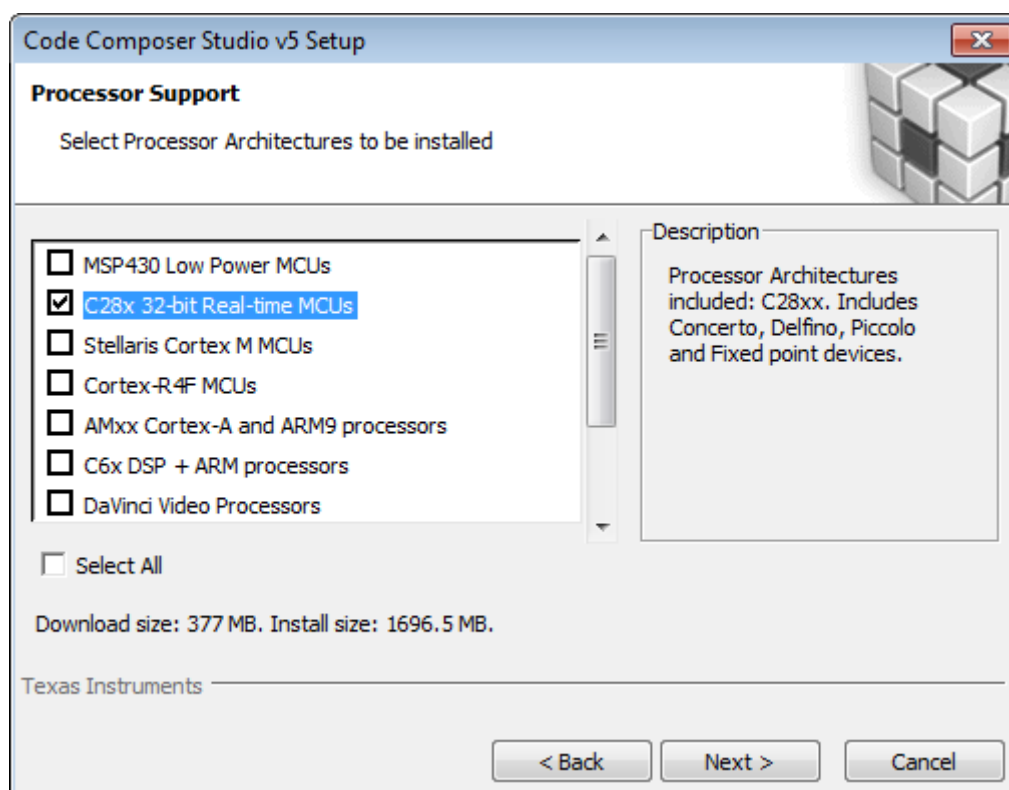 Code Composer Studio v5 Setup
Processor Support
Select Processor Architectures to be installed
MSP430 Low Power MCUs
C28x 32-bit Real-time MCUs
Stellaris Cortex M MCUs
Cortex-R4F MCUs
AMxx Cortex-A and ARM9 processors
C6x DSP + ARM processors
DaVinci Video Processors
Description
Processor Architectures
included: C28xx. Includes
Concerto, Delfino, Piccolo
and Fixed point devices.
Select All
Download size: 377 MB. Install size: 1696.5 MB.
Texas Instruments
< Back
Next >
Cancel